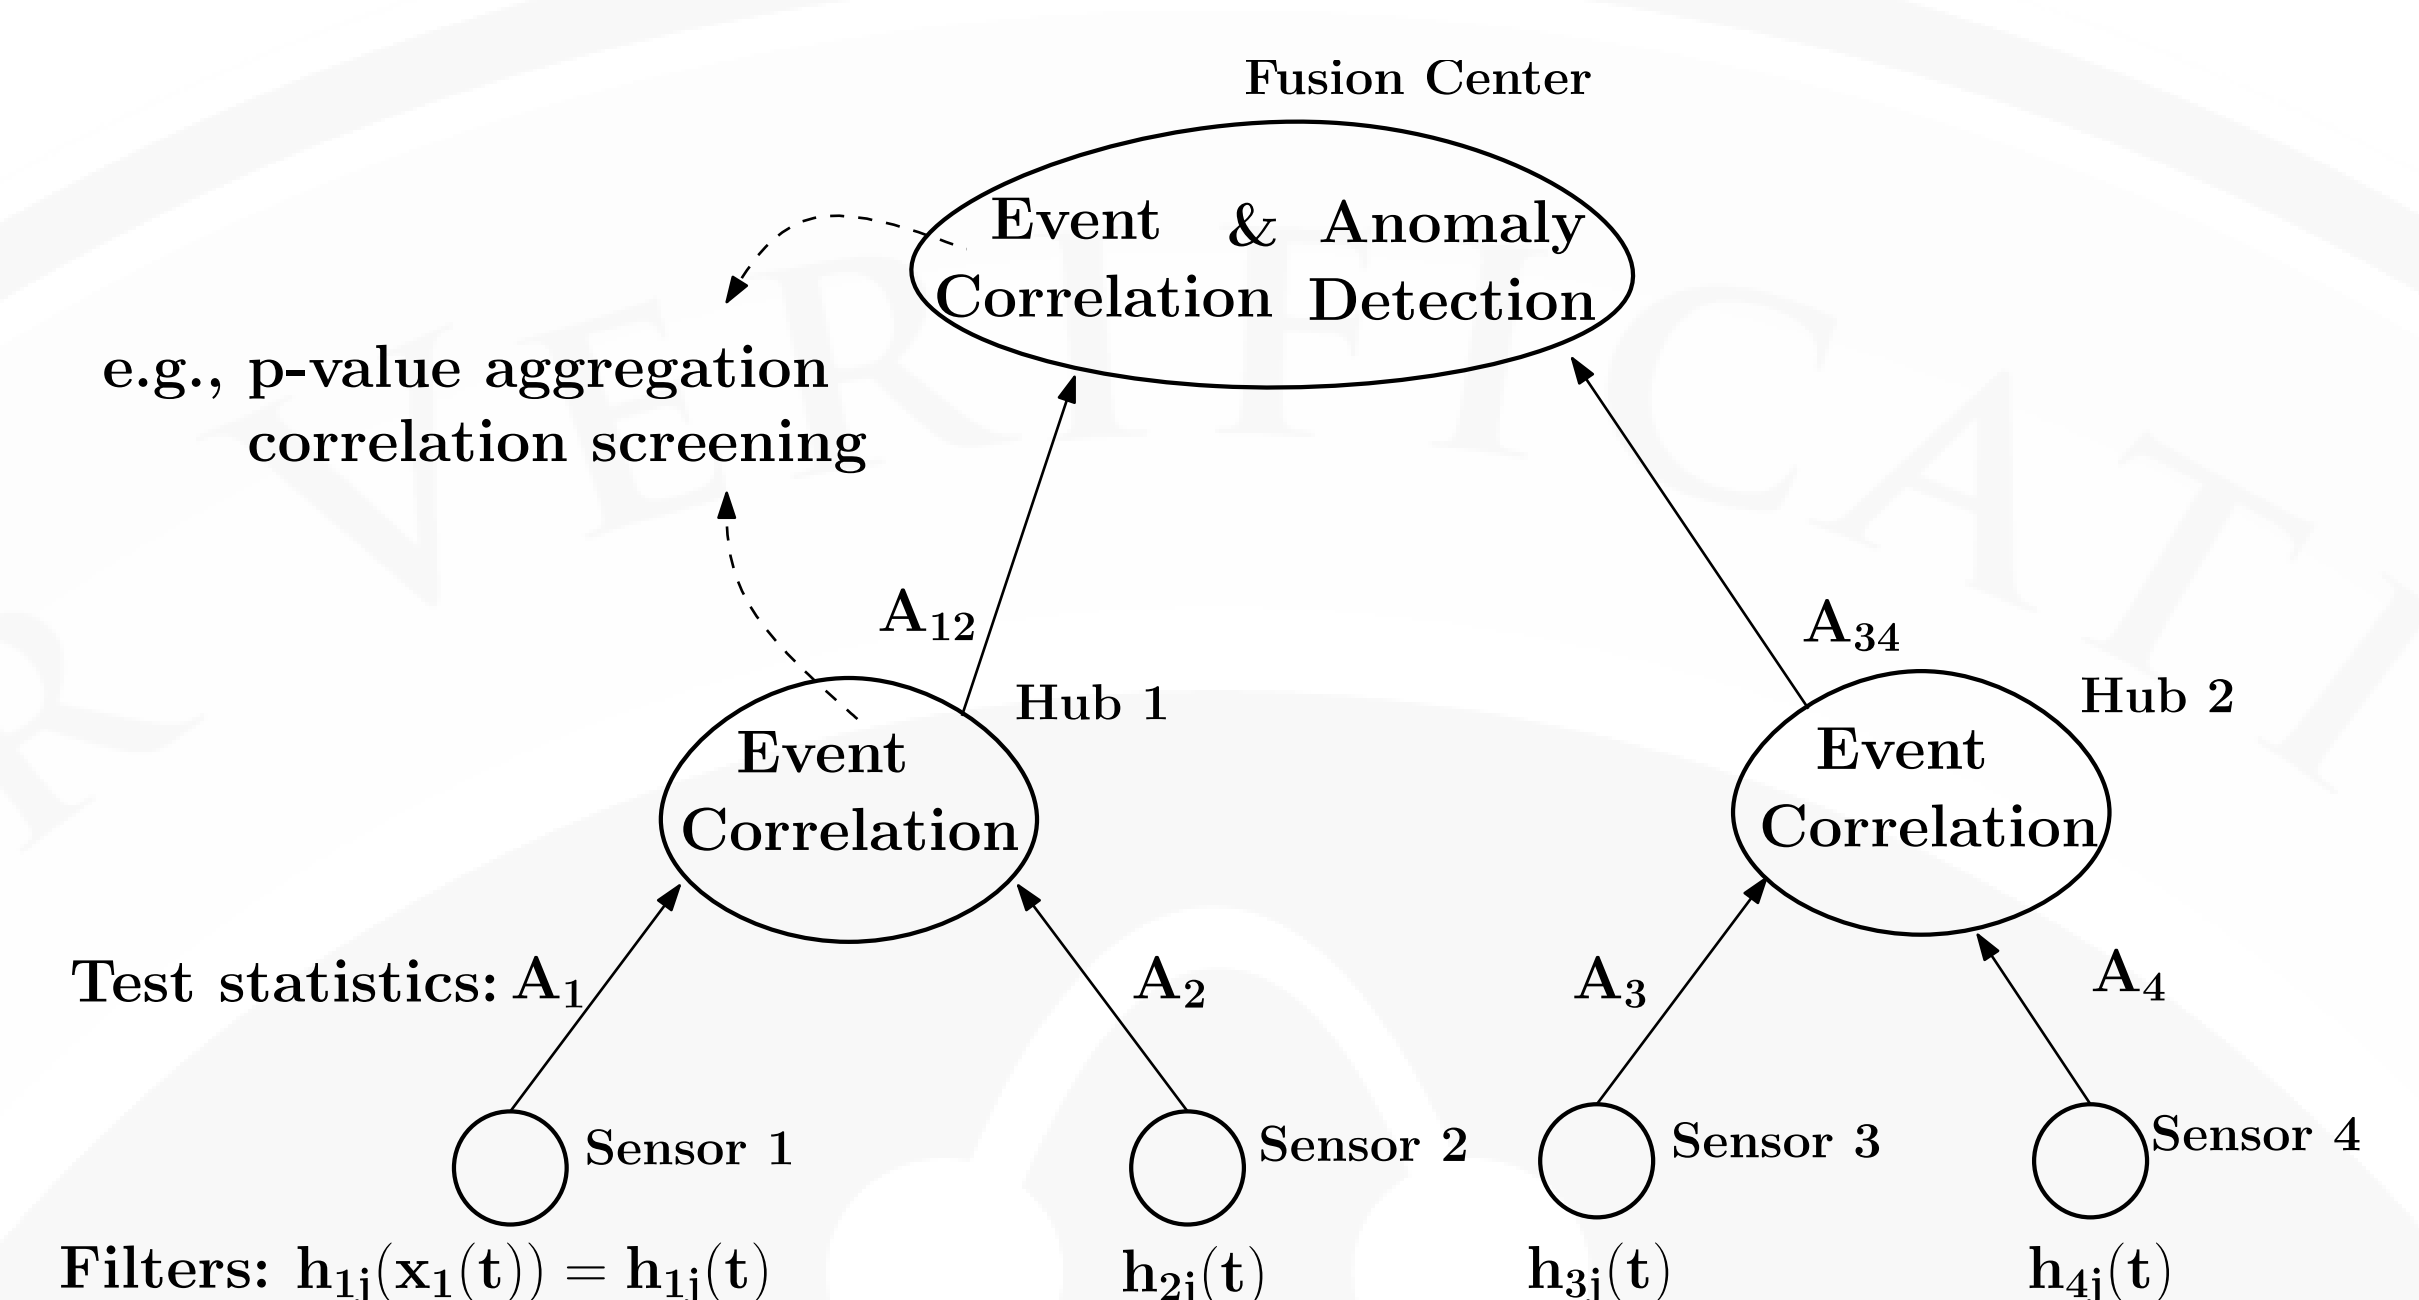 Fusion Center
Event & Anomaly
Correlation Detection
e.g., p-value aggregation
correlation screening
A₁₂
A₃₄
Hub 1
Hub 2
Event
Correlation
Event
Correlation
Test statistics: A₁
A₂
A₃
A₄
Sensor 1
Sensor 2
Sensor 3
Sensor 4
Filters: h₁ⱼ(x₁(t)) = h₁ⱼ(t)
h₂ⱼ(t)
h₃ⱼ(t)
h₄ⱼ(t)
R VERIFICATI